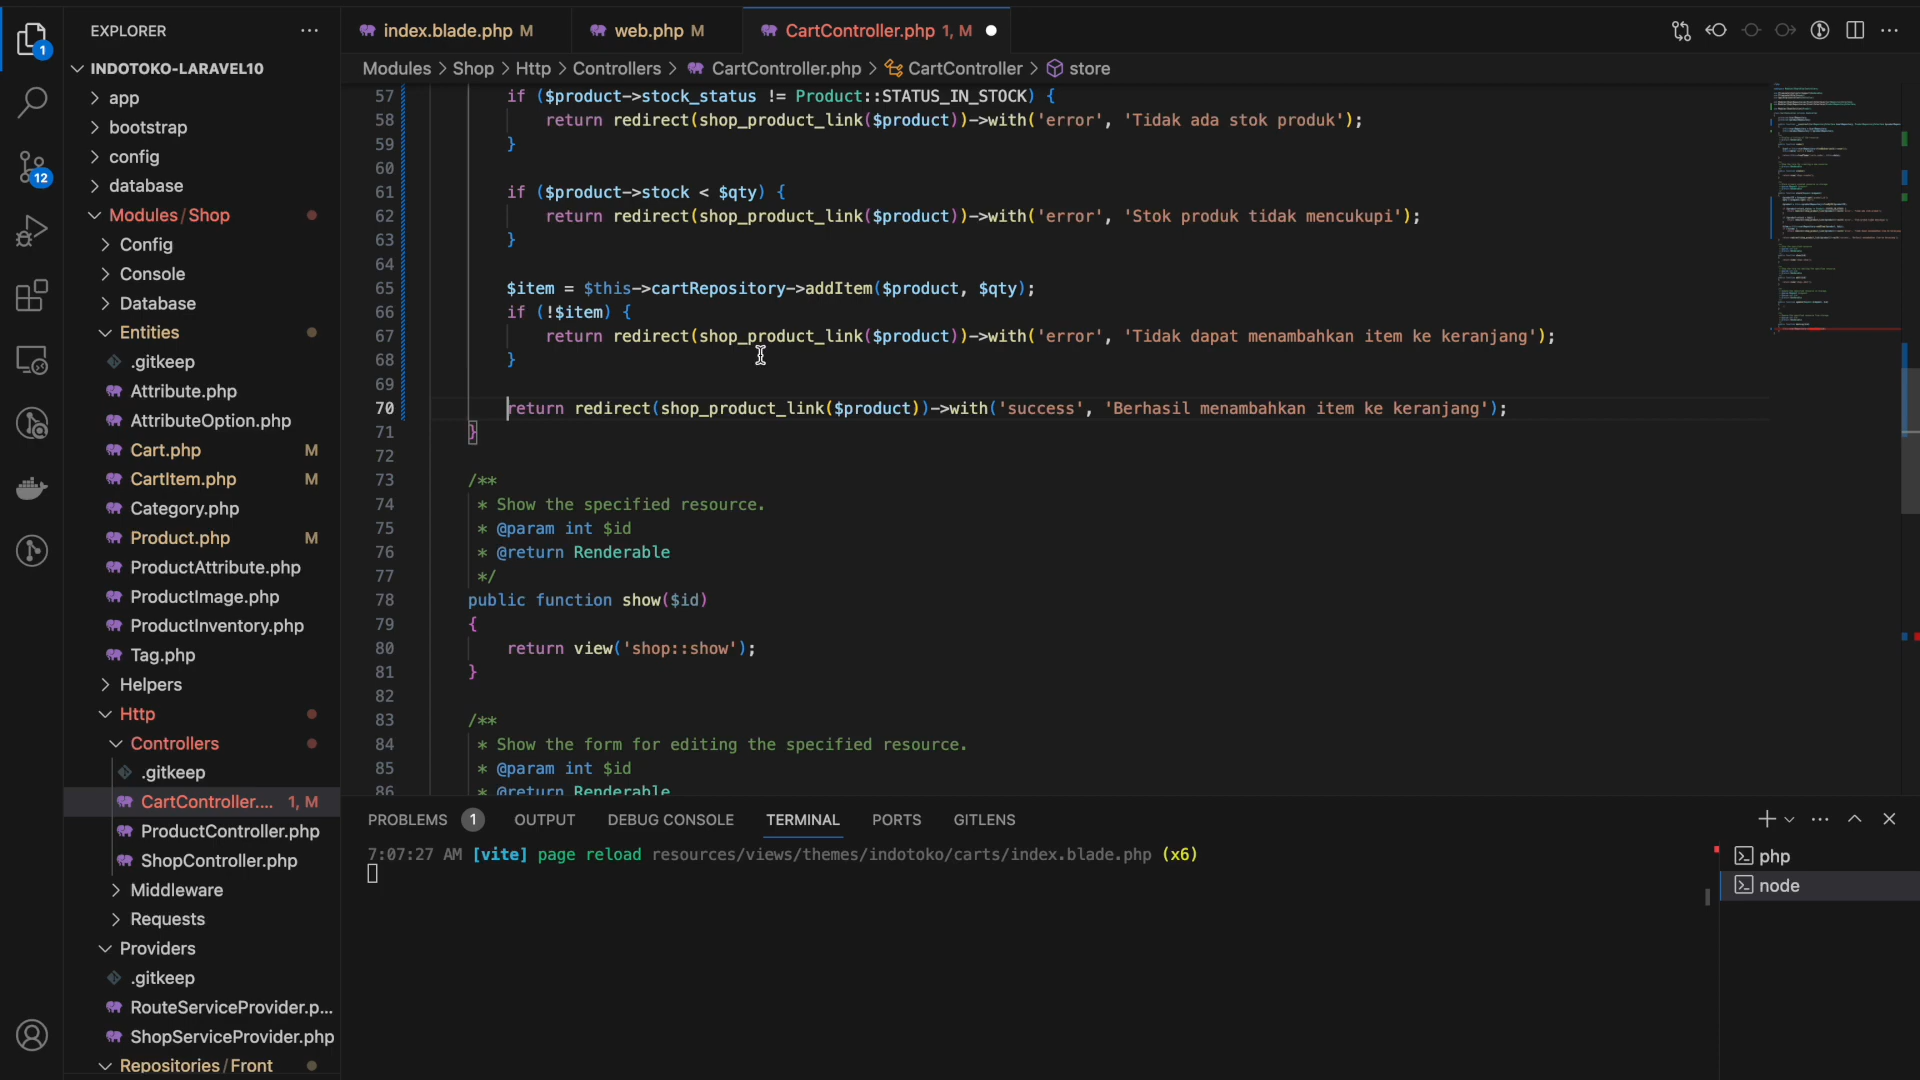 EXPLORER
index.blade.php M
web.php M
CartController.php 1, M
Modules > Shop > Http > Controllers > CartController.php > CartController > store
1
12
INDOTOKO-LARAVEL10
app
bootstrap
config
database
Modules / Shop
Config
Console
Database
Entities
.gitkeep
Attribute.php
AttributeOption.php
Cart.php M
CartItem.php M
Category.php
Product.php M
ProductAttribute.php
ProductImage.php
ProductInventory.php
Tag.php
Helpers
Http
Controllers
.gitkeep
CartController.... 1, M
ProductController.php
ShopController.php
Middleware
Requests
Providers
.gitkeep
RouteServiceProvider.p...
ShopServiceProvider.php
Repositories / Front
57 if ($product->stock_status != Product::STATUS_IN_STOCK) {
58 return redirect(shop_product_link($product))->with('error', 'Tidak ada stok produk');
59 }
60
61 if ($product->stock < $qty) {
62 return redirect(shop_product_link($product))->with('error', 'Stok produk tidak mencukupi');
63 }
64
65 $item = $this->cartRepository->addItem($product, $qty);
66 if (!$item) {
67 return redirect(shop_product_link($product))->with('error', 'Tidak dapat menambahkan item ke keranjang');
68 }
69
70 return redirect(shop_product_link($product))->with('success', 'Berhasil menambahkan item ke keranjang');
71 }
72
73 /**
74 * Show the specified resource.
75 * @param int $id
76 * @return Renderable
77 */
78 public function show($id)
79 {
80 return view('shop::show');
81 }
82
83 /**
84 * Show the form for editing the specified resource.
85 * @param int $id
86 * @return Renderable
PROBLEMS 1 OUTPUT DEBUG CONSOLE TERMINAL PORTS GITLENS
7:07:27 AM [vite] page reload resources/views/themes/indotoko/carts/index.blade.php (x6)
php
node